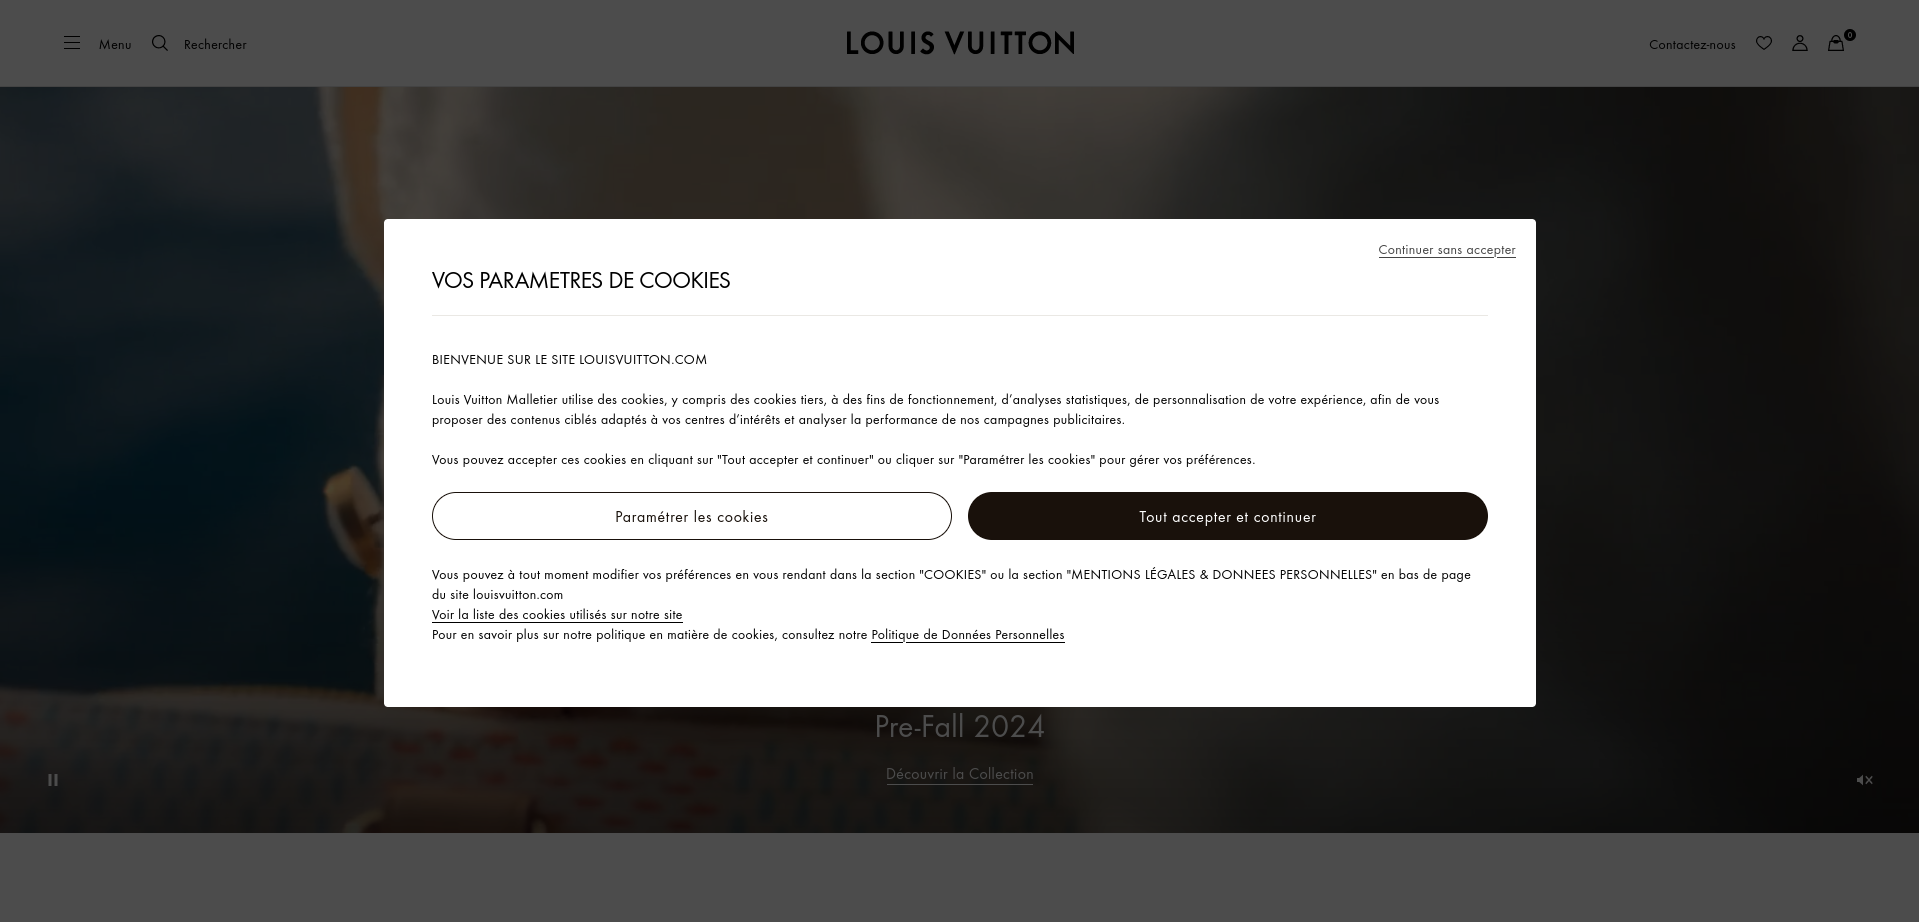 Menu
Rechercher
LOUIS VUITTON
Contactez-nous
0
Continuer sans accepter
VOS PARAMETRES DE COOKIES
BIENVENUE SUR LE SITE LOUISVUITTON.COM
Louis Vuitton Malletier utilise des cookies, y compris des cookies tiers, à des fins de fonctionnement, d’analyses statistiques, de personnalisation de votre expérience, afin de vous
proposer des contenus ciblés adaptés à vos centres d’intérêts et analyser la performance de nos campagnes publicitaires.
Vous pouvez accepter ces cookies en cliquant sur "Tout accepter et continuer" ou cliquer sur "Paramétrer les cookies" pour gérer vos préférences.
Paramétrer les cookies
Tout accepter et continuer
Vous pouvez à tout moment modifier vos préférences en vous rendant dans la section "COOKIES" ou la section "MENTIONS LÉGALES & DONNEES PERSONNELLES" en bas de page
du site louisvuitton.com
Voir la liste des cookies utilisés sur notre site
Pour en savoir plus sur notre politique en matière de cookies, consultez notre Politique de Données Personnelles
Pre-Fall 2024
Découvrir la Collection